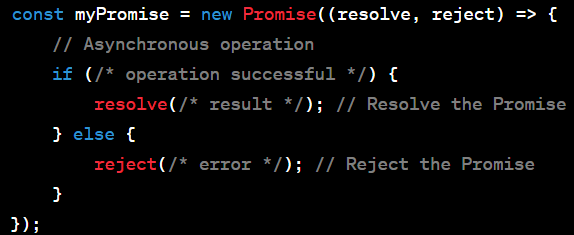 const myPromise = new Promise((resolve, reject) => {
    // Asynchronous operation
    if (/* operation successful */) {
        resolve(/* result */); // Resolve the Promise
    } else {
        reject(/* error */); // Reject the Promise
    }
});